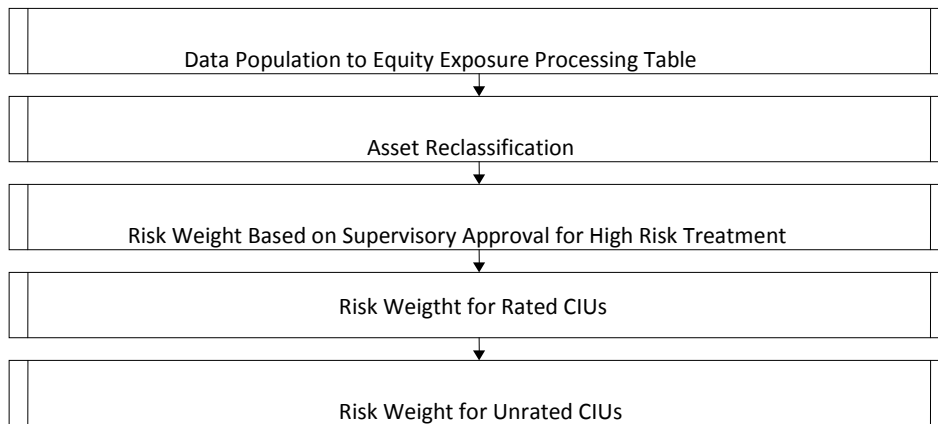 Data Population to Equity Exposure Processing Table
Asset Reclassification
Risk Weight Based on Supervisory Approval for High Risk Treatment
Risk Weigtht for Rated CIUs
Risk Weight for Unrated CIUs